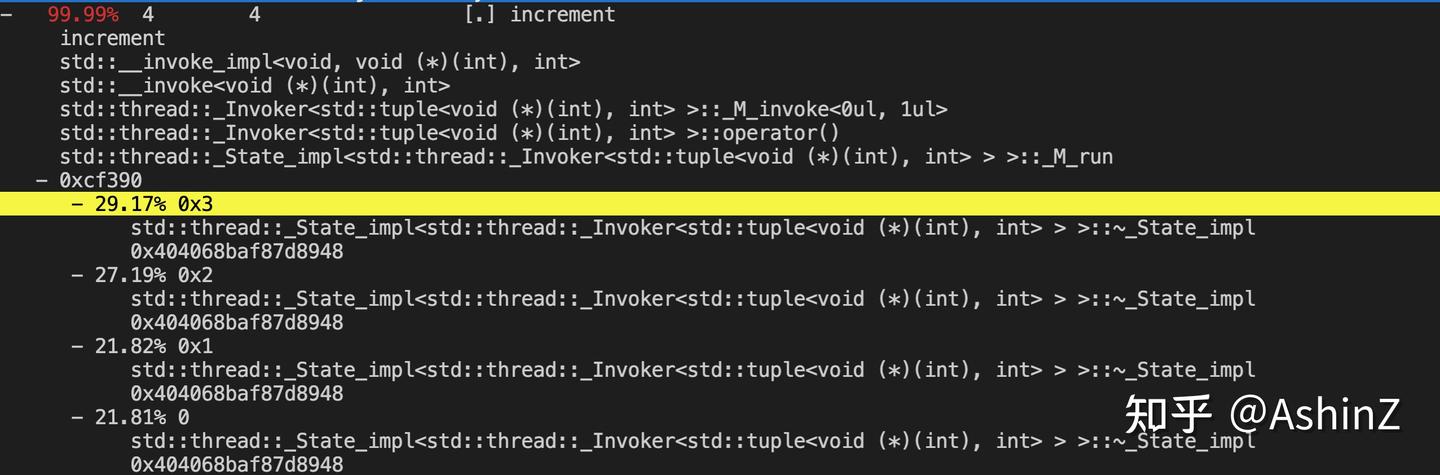 − 99.99% 4 4 [.] increment
increment
std::__invoke_impl<void, void (*)(int), int>
std::__invoke<void (*)(int), int>
std::thread::_Invoker<std::tuple<void (*)(int), int> >::_M_invoke<0ul, 1ul>
std::thread::_Invoker<std::tuple<void (*)(int), int> >::operator()
std::thread::_State_impl<std::thread::_Invoker<std::tuple<void (*)(int), int> > >::_M_run
− 0xcf390
− 29.17% 0x3
std::thread::_State_impl<std::thread::_Invoker<std::tuple<void (*)(int), int> > >::~_State_impl
0x404068baf87d8948
− 27.19% 0x2
std::thread::_State_impl<std::thread::_Invoker<std::tuple<void (*)(int), int> > >::~_State_impl
0x404068baf87d8948
− 21.82% 0x1
std::thread::_State_impl<std::thread::_Invoker<std::tuple<void (*)(int), int> > >::~_State_impl
0x404068baf87d8948
− 21.81% 0
std::thread::_State_impl<std::thread::_Invoker<std::tuple<void (*)(int), int> > >::~_State_impl
0x404068baf87d8948
知乎 @AshinZ